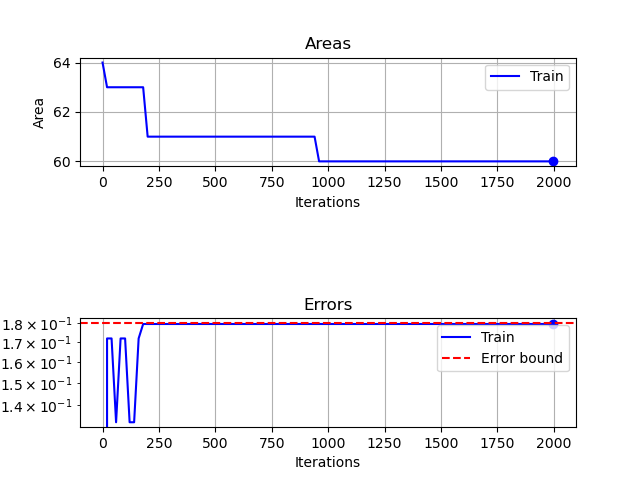 Areas
64
62
60
Area
Train
0 250 500 750 1000 1250 1500 1750 2000
Iterations
Errors
1.8 × 10⁻¹
1.7 × 10⁻¹
1.6 × 10⁻¹
1.5 × 10⁻¹
1.4 × 10⁻¹
Train
Error bound
0 250 500 750 1000 1250 1500 1750 2000
Iterations